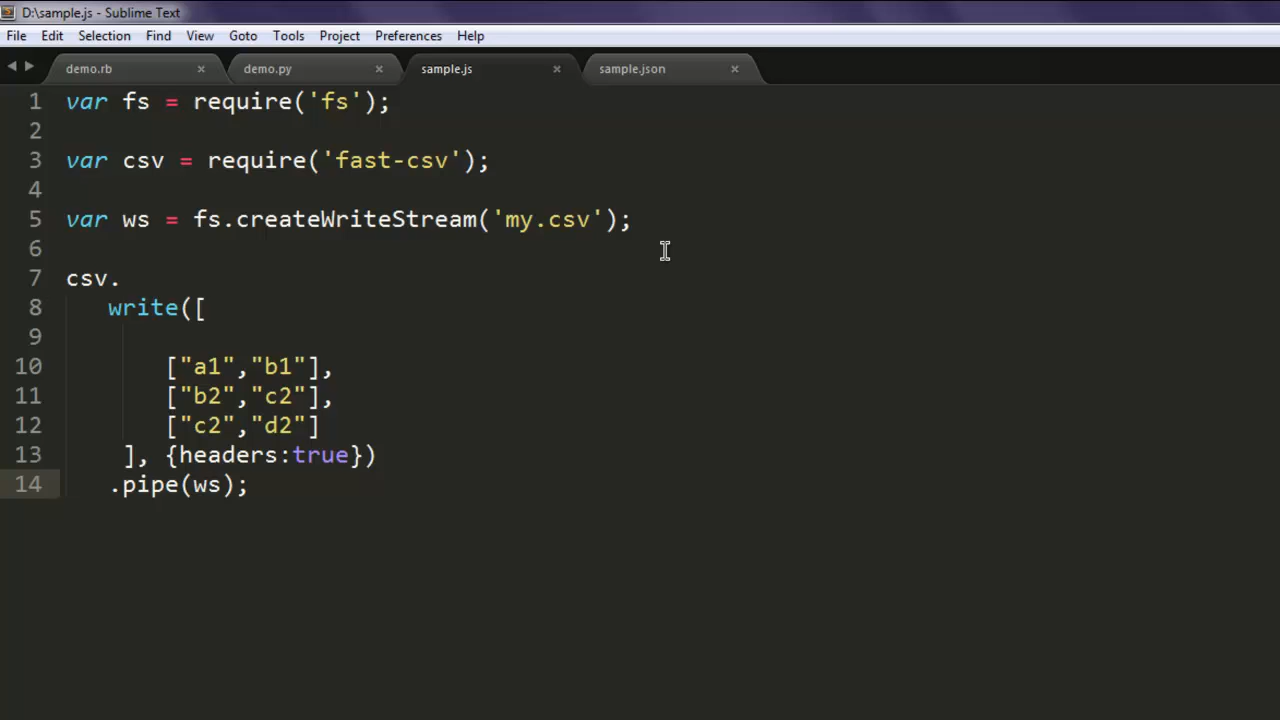 D:\sample.js - Sublime Text
File Edit Selection Find View Goto Tools Project Preferences Help
demo.rb × demo.py × sample.js × sample.json ×
1 var fs = require('fs');
2
3 var csv = require('fast-csv');
4
5 var ws = fs.createWriteStream('my.csv');
6
7 csv.
8 write([
9
10 ["a1","b1"],
11 ["b2","c2"],
12 ["c2","d2"]
13 ], {headers:true})
14 .pipe(ws);